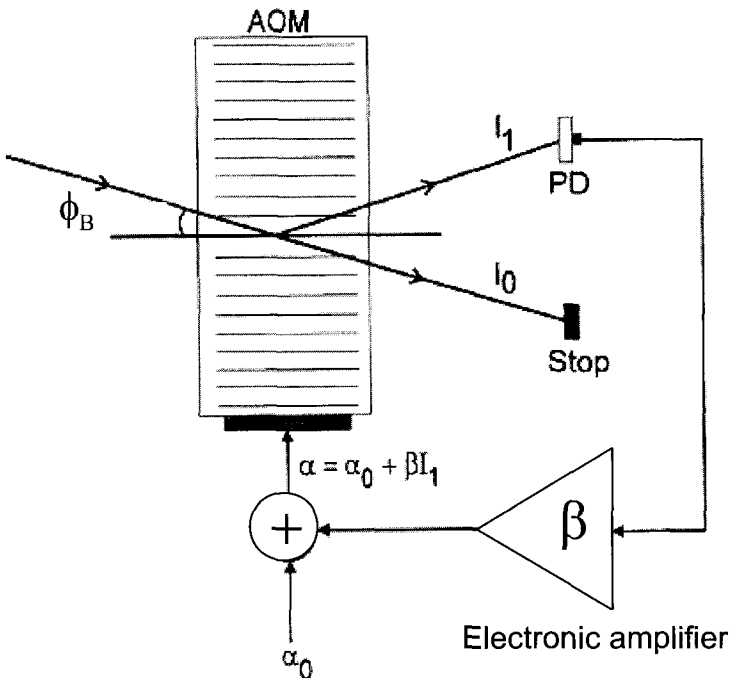 AOM
I₁
PD
ϕB
I₀
Stop
α = α₀ + βI₁
+
β
Electronic amplifier
α₀